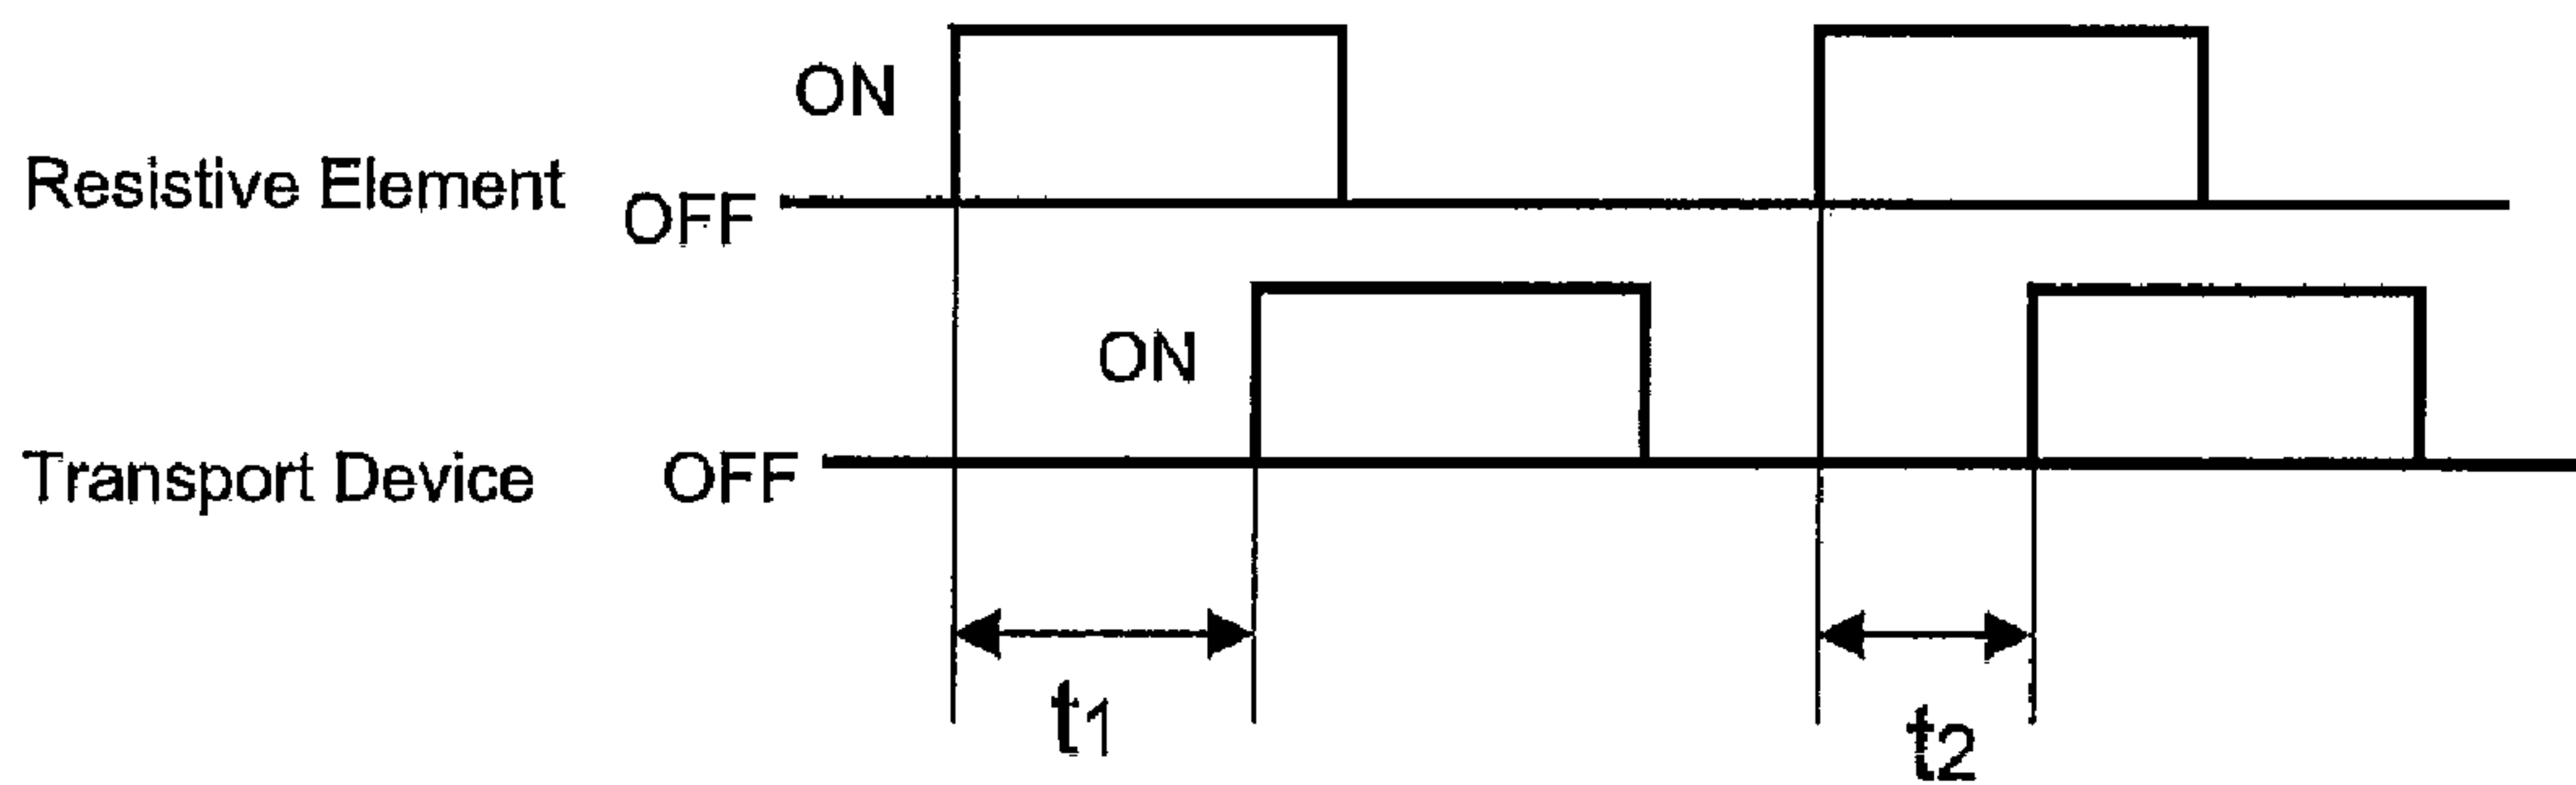 ON
Resistive Element
OFF
ON
Transport Device OFF
t1
t2